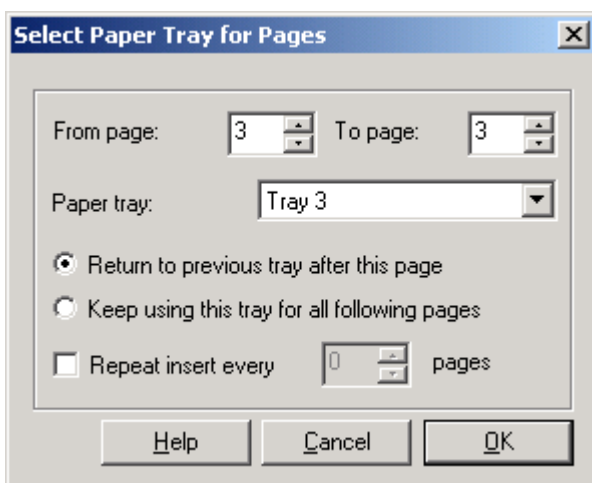 Select Paper Tray for Pages
From page: 3 To page: 3
Paper tray: Tray 3
Return to previous tray after this page
Keep using this tray for all following pages
Repeat insert every 0 pages
Help Cancel OK